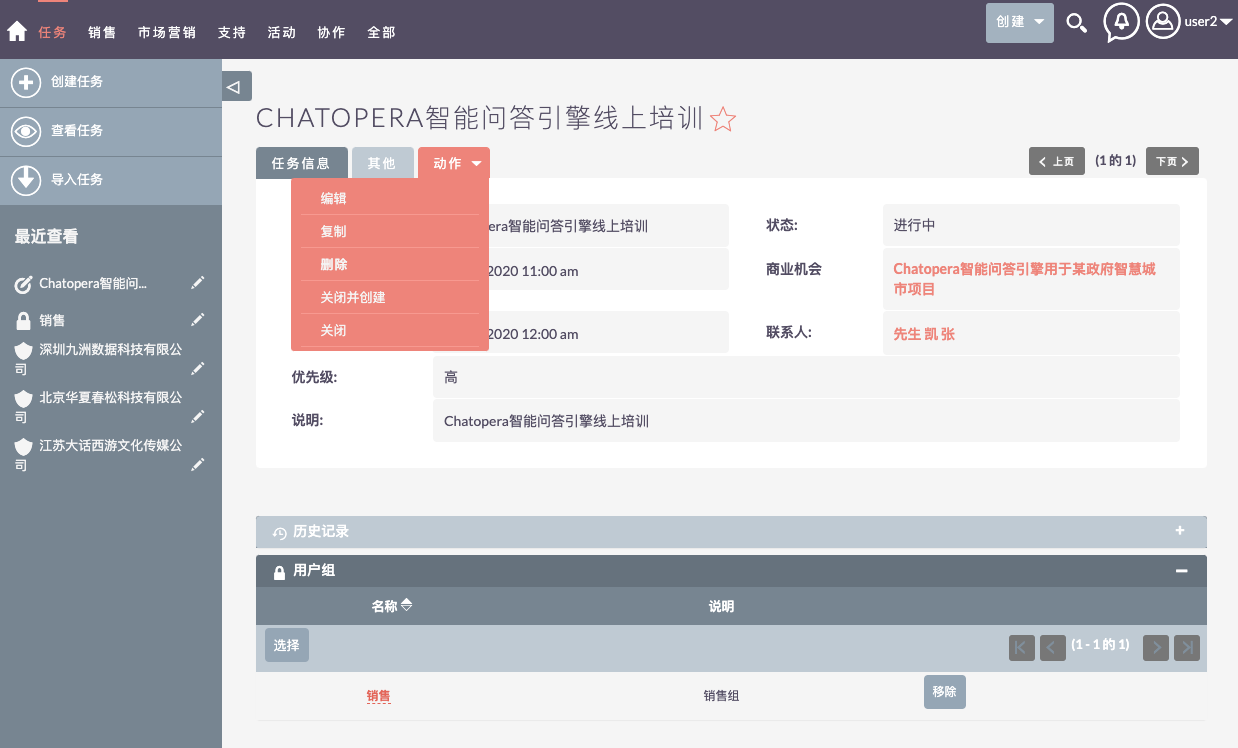 任务 销售 市场营销 支持 活动 协作 全部
创建
user2
创建任务
查看任务
导入任务
最近查看
Chatopera智能问...
销售
深圳九洲数据科技有限公
司
北京华夏春松科技有限公
司
江苏大话西游文化传媒公
司
CHATOPERA智能问答引擎线上培训
任务信息 其他 动作
上页 (1 的 1) 下页
编辑
复制
删除
关闭并创建
关闭
era智能问答引擎线上培训
状态: 进行中
2020 11:00 am
商业机会 Chatopera智能问答引擎用于某政府智慧城
市项目
2020 12:00 am
联系人: 先生 凯 张
优先级: 高
说明: Chatopera智能问答引擎线上培训
历史记录
用户组
名称 说明
选择 (1 - 1 的 1)
销售 销售组 移除